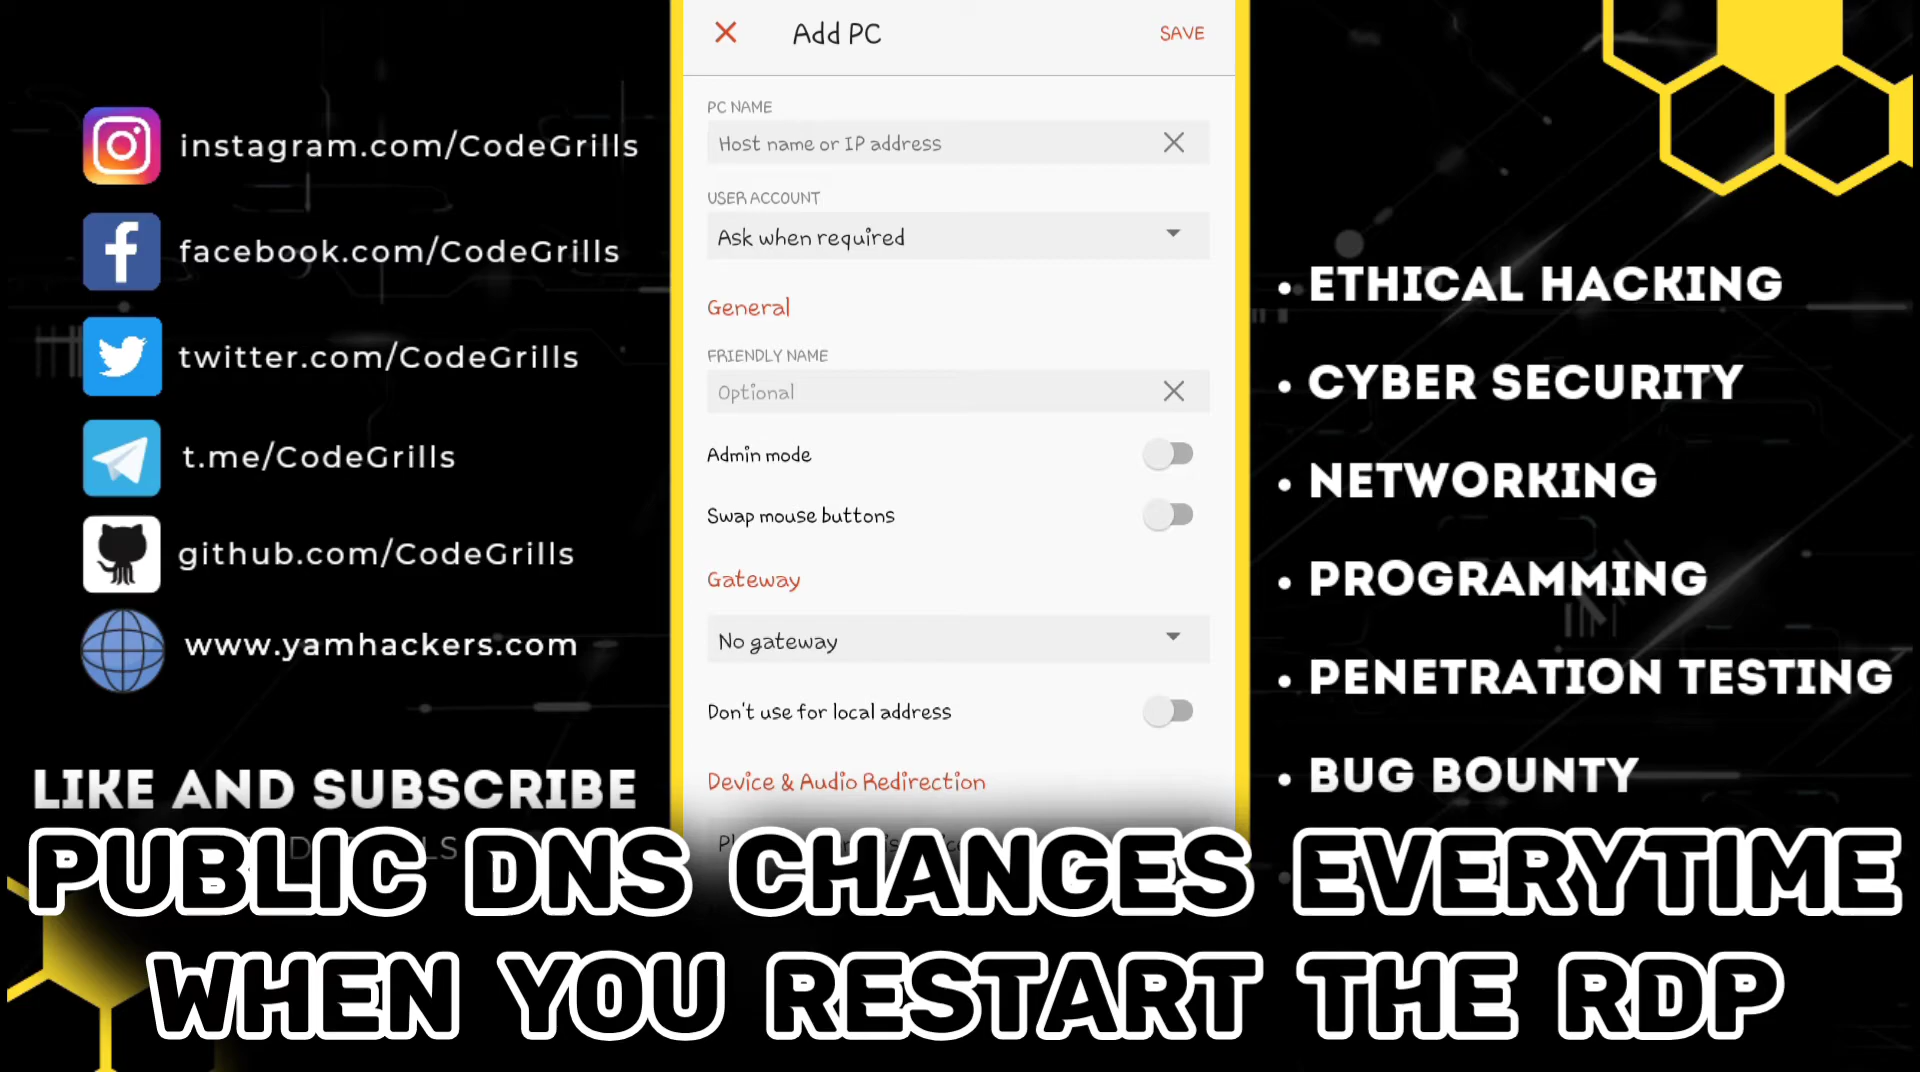 instagram.com/CodeGrills
facebook.com/CodeGrills
twitter.com/CodeGrills
t.me/CodeGrills
github.com/CodeGrills
www.yamhackers.com
LIKE AND SUBSCRIBE
Add PC
SAVE
PC NAME
Host name or IP address
USER ACCOUNT
Ask when required
General
FRIENDLY NAME
Optional
Admin mode
Swap mouse buttons
Gateway
No gateway
Don't use for local address
Device & Audio Redirection
• ETHICAL HACKING
• CYBER SECURITY
• NETWORKING
• PROGRAMMING
• PENETRATION TESTING
• BUG BOUNTY
PUBLIC DNS CHANGES EVERYTIME
WHEN YOU RESTART THE RDP